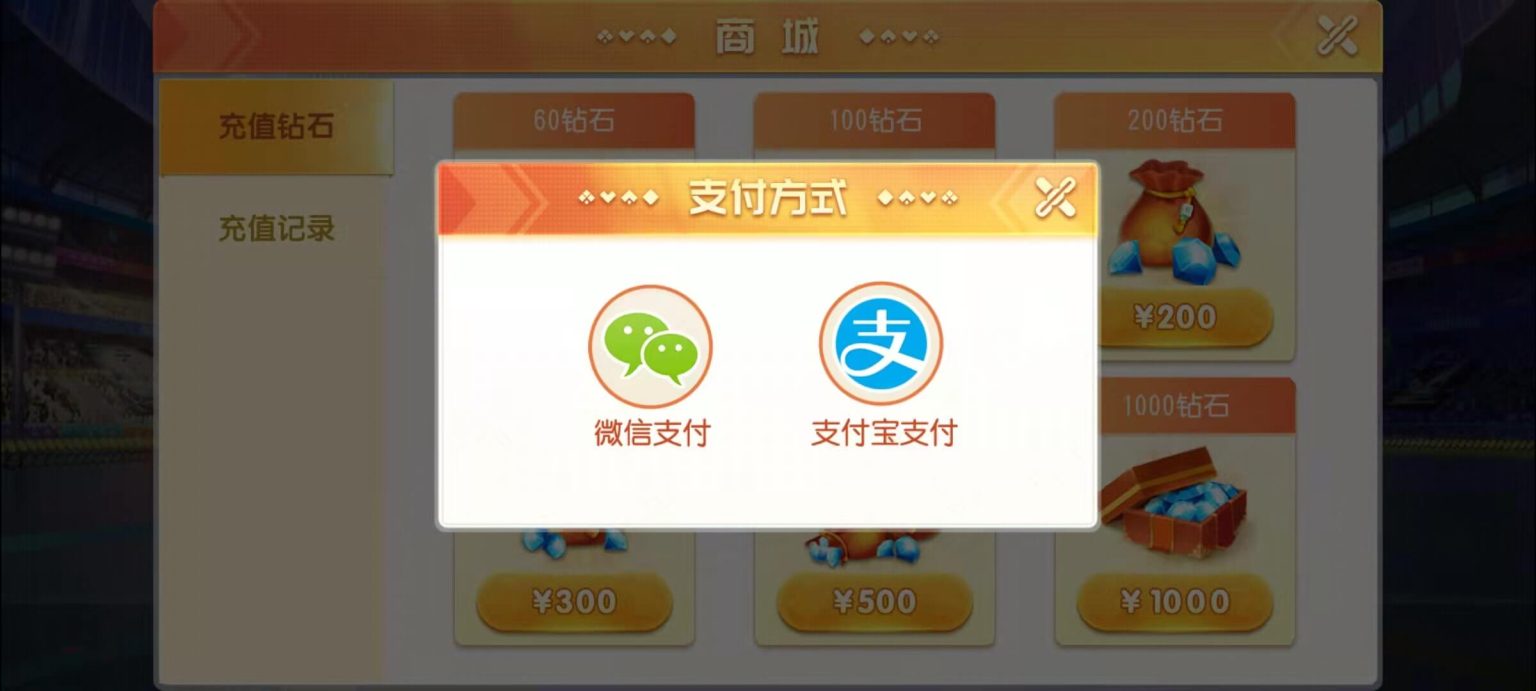 商 城
充值钻石
充值记录
60钻石
100钻石
200钻石
支付方式
¥200
支
微信支付
支付宝支付
1000钻石
¥300
¥500
¥1000